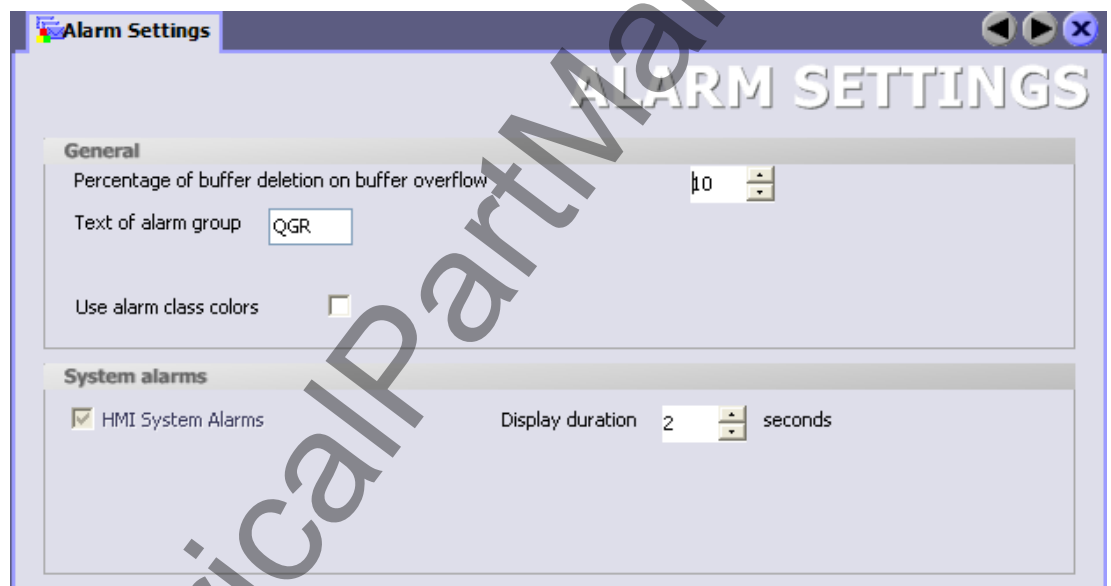 Alarm Settings
ALARM SETTINGS
General
Percentage of buffer deletion on buffer overflow 10
Text of alarm group QGR
Use alarm class colors
System alarms
HMI System Alarms Display duration 2 seconds